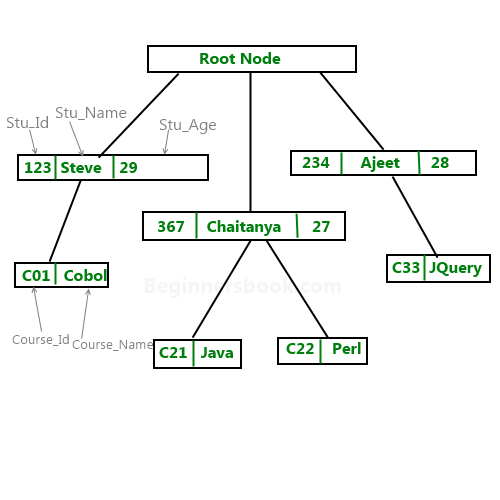 Root Node
Stu_Id
Stu_Name
Stu_Age
123 Steve 29
234 Ajeet 28
367 Chaitanya 27
C01 Cobol
C33 JQuery
Beginnersbook.com
Course_Id
Course_Name
C21 Java
C22 Perl